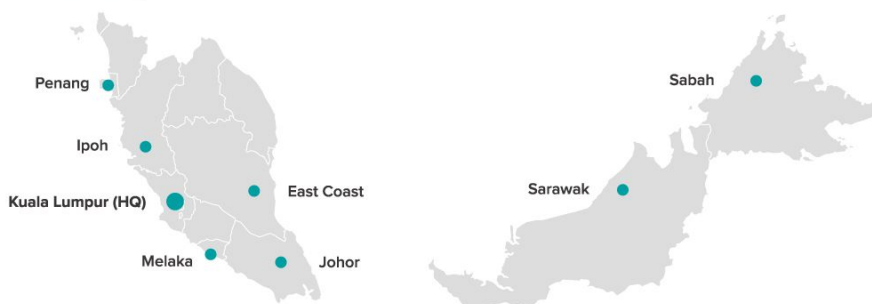 Penang
Ipoh
Kuala Lumpur (HQ)
East Coast
Melaka
Johor
Sabah
Sarawak